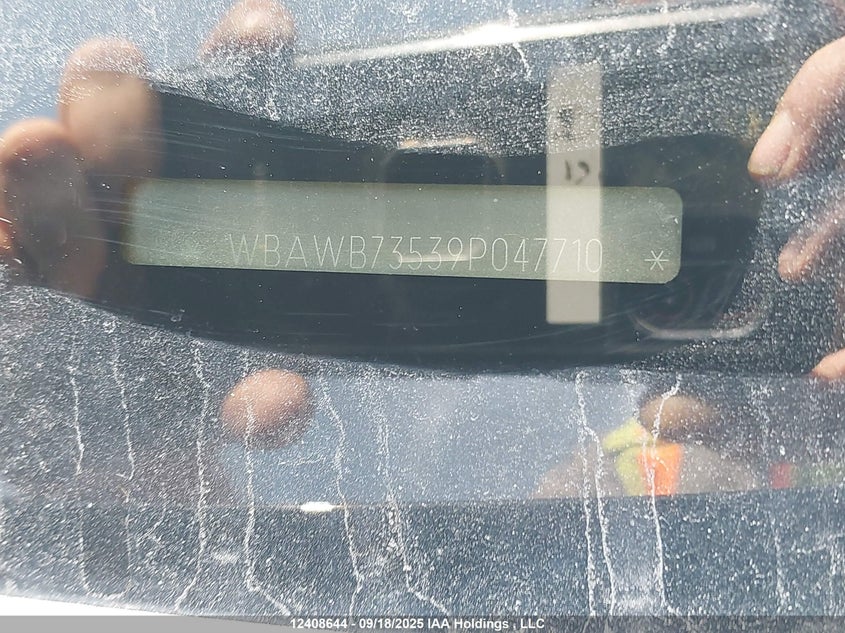 WBAWB73539P047710 *
12408644 - 09/18/2025 IAA Holdings , LLC